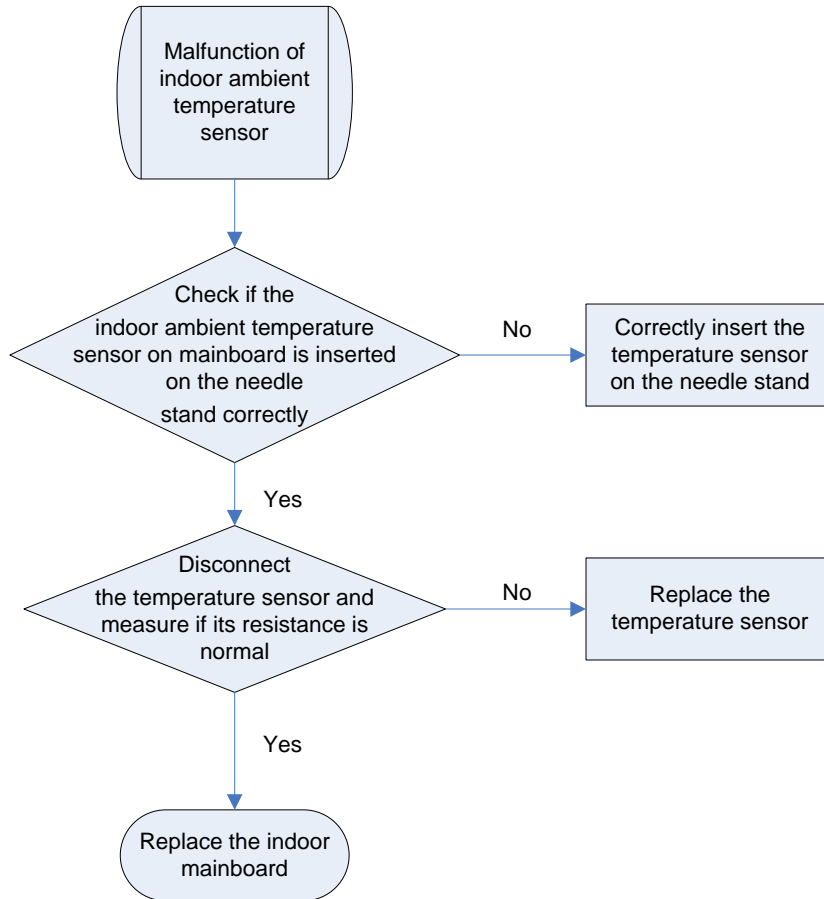 Malfunction of
indoor ambient
temperature
sensor
Check if the
indoor ambient temperature
sensor on mainboard is inserted
on the needle
stand correctly
No
Correctly insert the
temperature sensor
on the needle stand
Yes
Disconnect
the temperature sensor and
measure if its resistance is
normal
No
Replace the
temperature sensor
Yes
Replace the indoor
mainboard